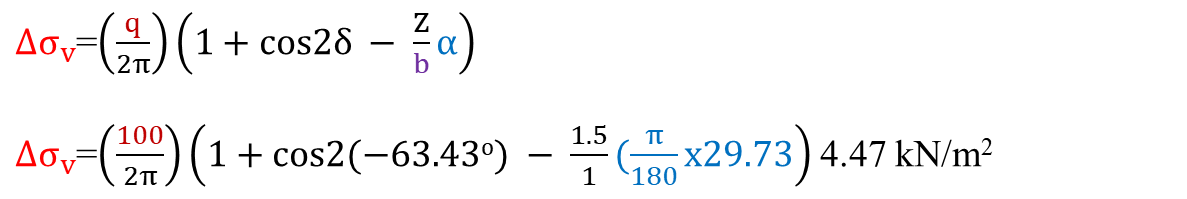 Δσv=(q/2π)(1 + cos2δ − z/b α)
Δσv=(100/2π)(1 + cos2(−63.43⁰) − 1.5/1 (π/180 x29.73) 4.47 kN/m²